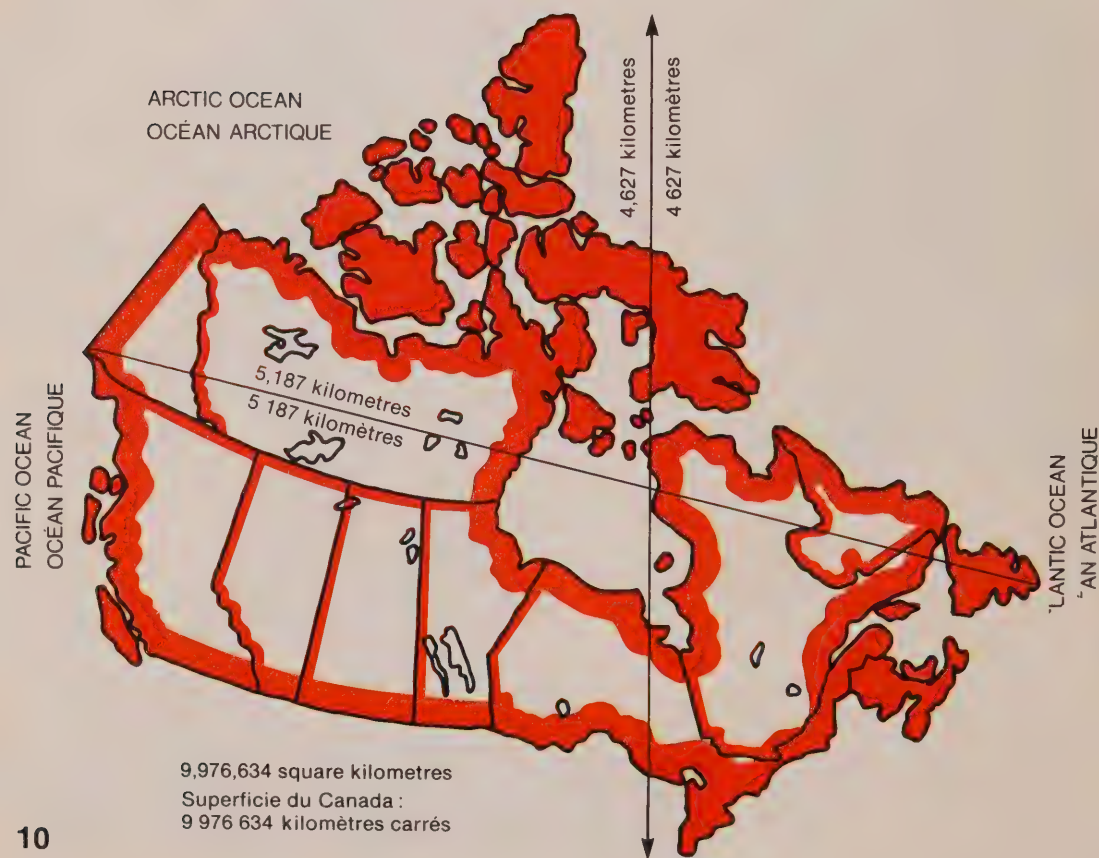 ARCTIC OCEAN
OCÉAN ARCTIQUE
4,627 kilometres
4 627 kilomètres
5,187 kilometres
5 187 kilomètres
PACIFIC OCEAN
OCÉAN PACIFIQUE
LANTIC OCEAN
AN ATLANTIQUE
9,976,634 square kilometres
Superficie du Canada :
9 976 634 kilomètres carrés
10